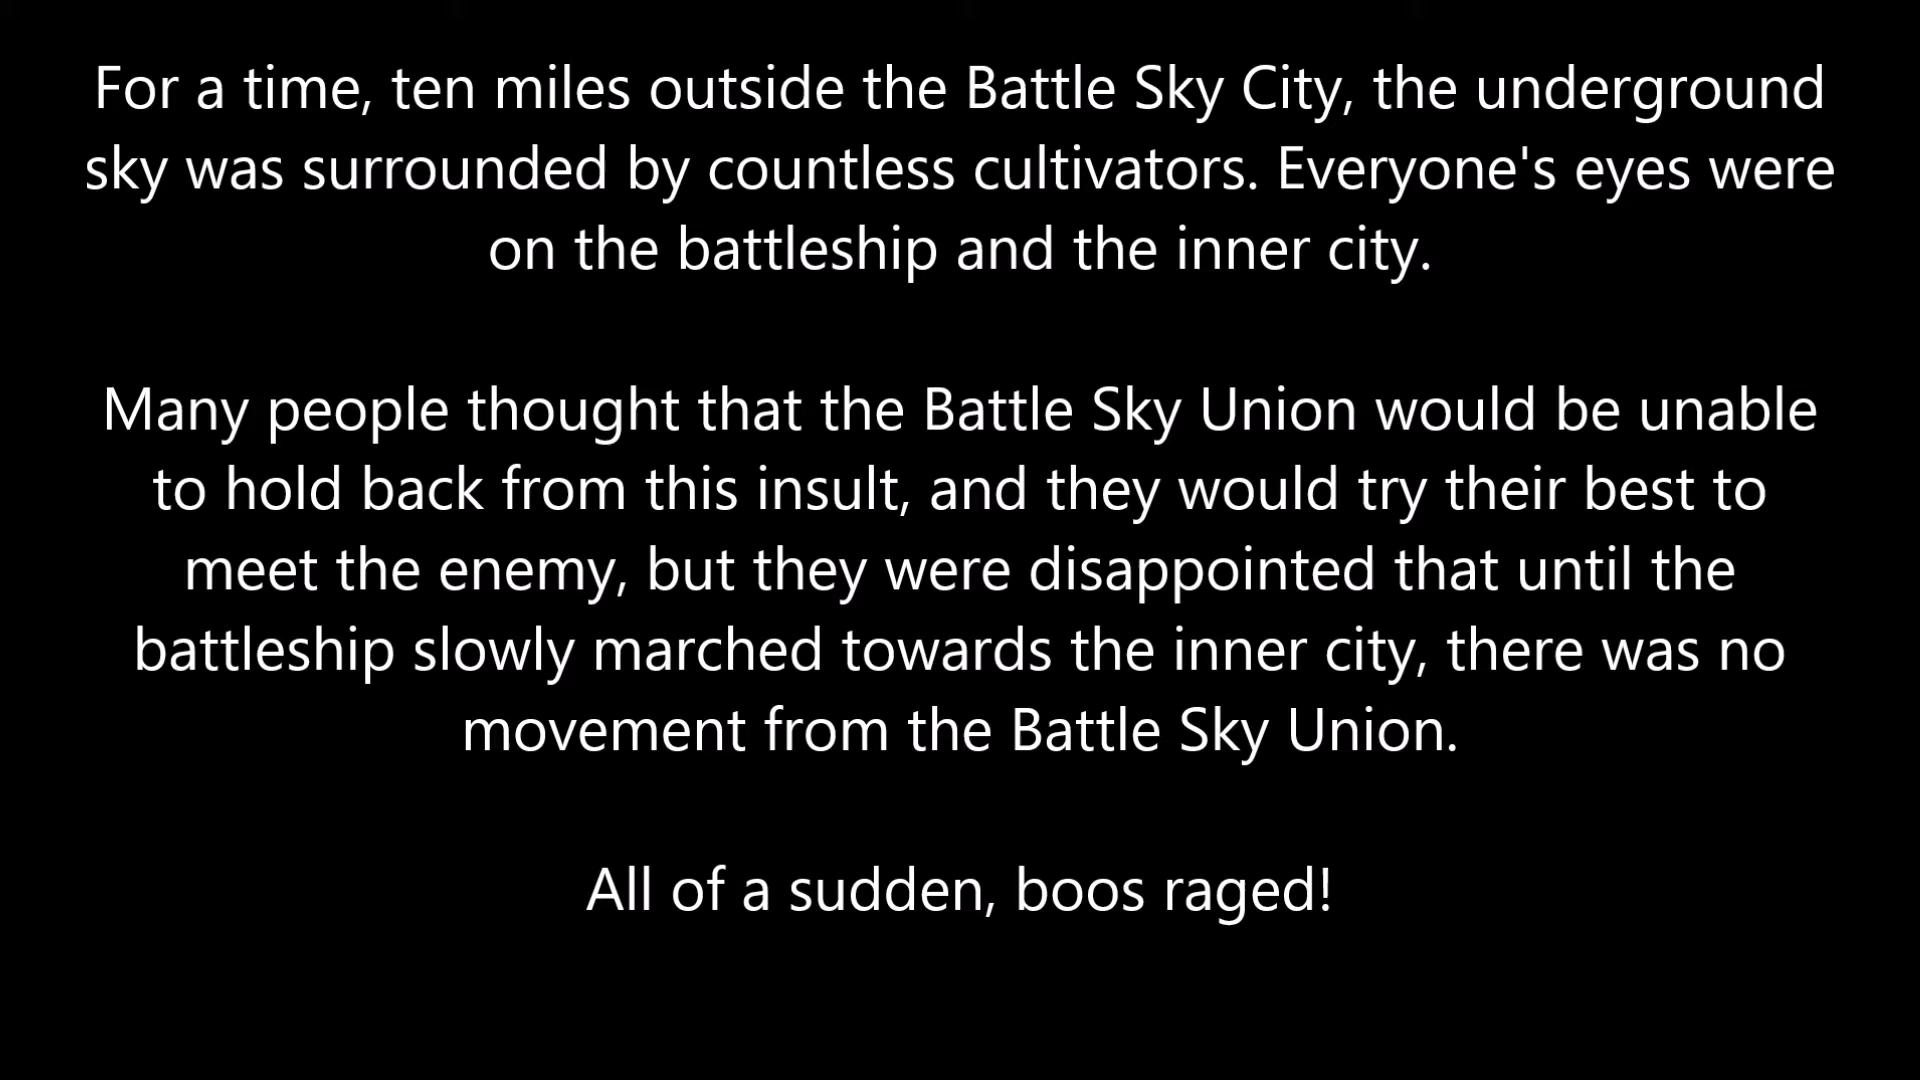 For a time, ten miles outside the Battle Sky City, the underground
sky was surrounded by countless cultivators. Everyone's eyes were
on the battleship and the inner city.
Many people thought that the Battle Sky Union would be unable
to hold back from this insult, and they would try their best to
meet the enemy, but they were disappointed that until the
battleship slowly marched towards the inner city, there was no
movement from the Battle Sky Union.
All of a sudden, boos raged!